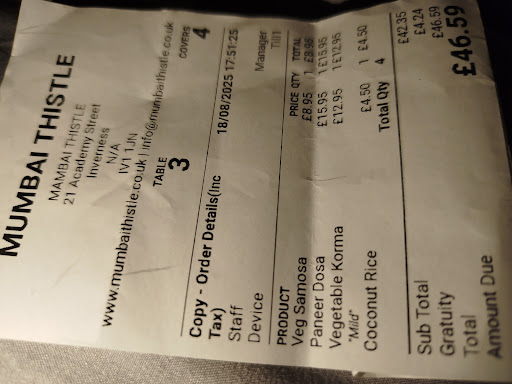 MUMBAI THISTLE
MAMBAI THISTLE
21 Academy Street
Inverness
N/A
IV1 1JN
www.mumbaithistle.co.uk | info@mumbaithistle.co.uk
TABLE COVERS
3 4
Copy - Order Details(Inc Tax) 18/08/2025 17:51:25
Staff Manager
Device Till1
PRODUCT PRICE QTY TOTAL
Veg Samosa £8.95 1 £8.95
Paneer Dosa £15.95 1 £15.95
Vegetable Korma £12.95 1 £12.95
"Mild"
Coconut Rice £4.50 1 £4.50
Total Qty 4
Sub Total £42.35
Gratuity £4.24
Total £46.59
Amount Due £46.59